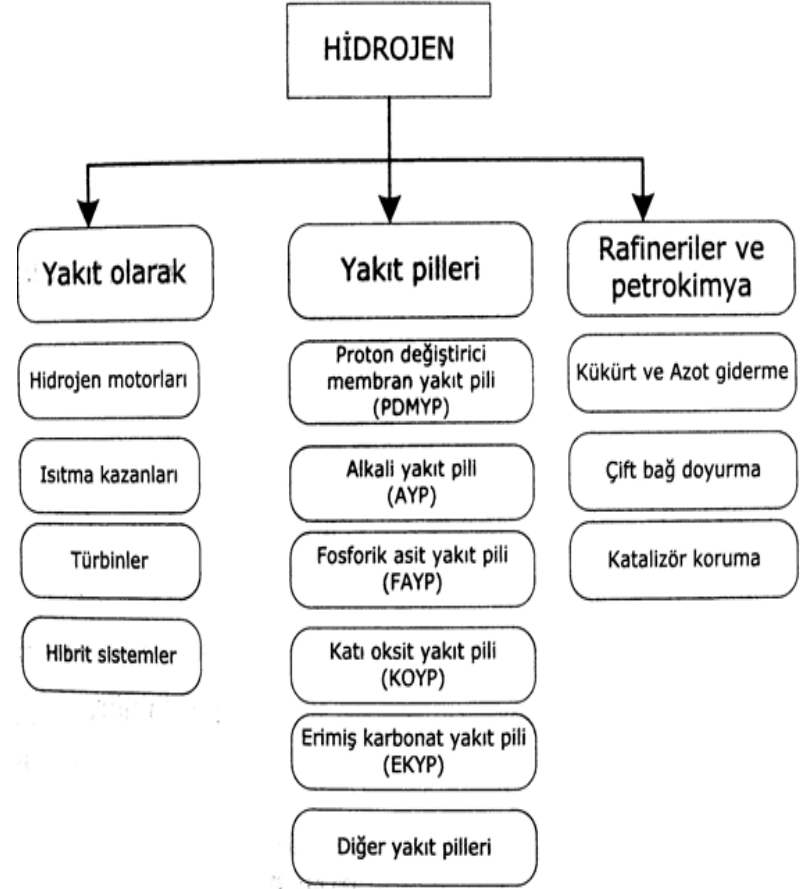 HİDROJEN
Yakıt olarak
Hidrojen motorları
Isıtma kazanları
Türbinler
Hibrit sistemler
Yakıt pilleri
Proton değiştirici
membran yakıt pili
(PDMYP)
Alkali yakıt pili
(AYP)
Fosforik asit yakıt pili
(FAYP)
Katı oksit yakıt pili
(KOYP)
Erimiş karbonat yakıt pili
(EKYP)
Diğer yakıt pilleri
Rafineriler ve
petrokimya
Kükürt ve Azot giderme
Çift bağ doyurma
Katalizör koruma